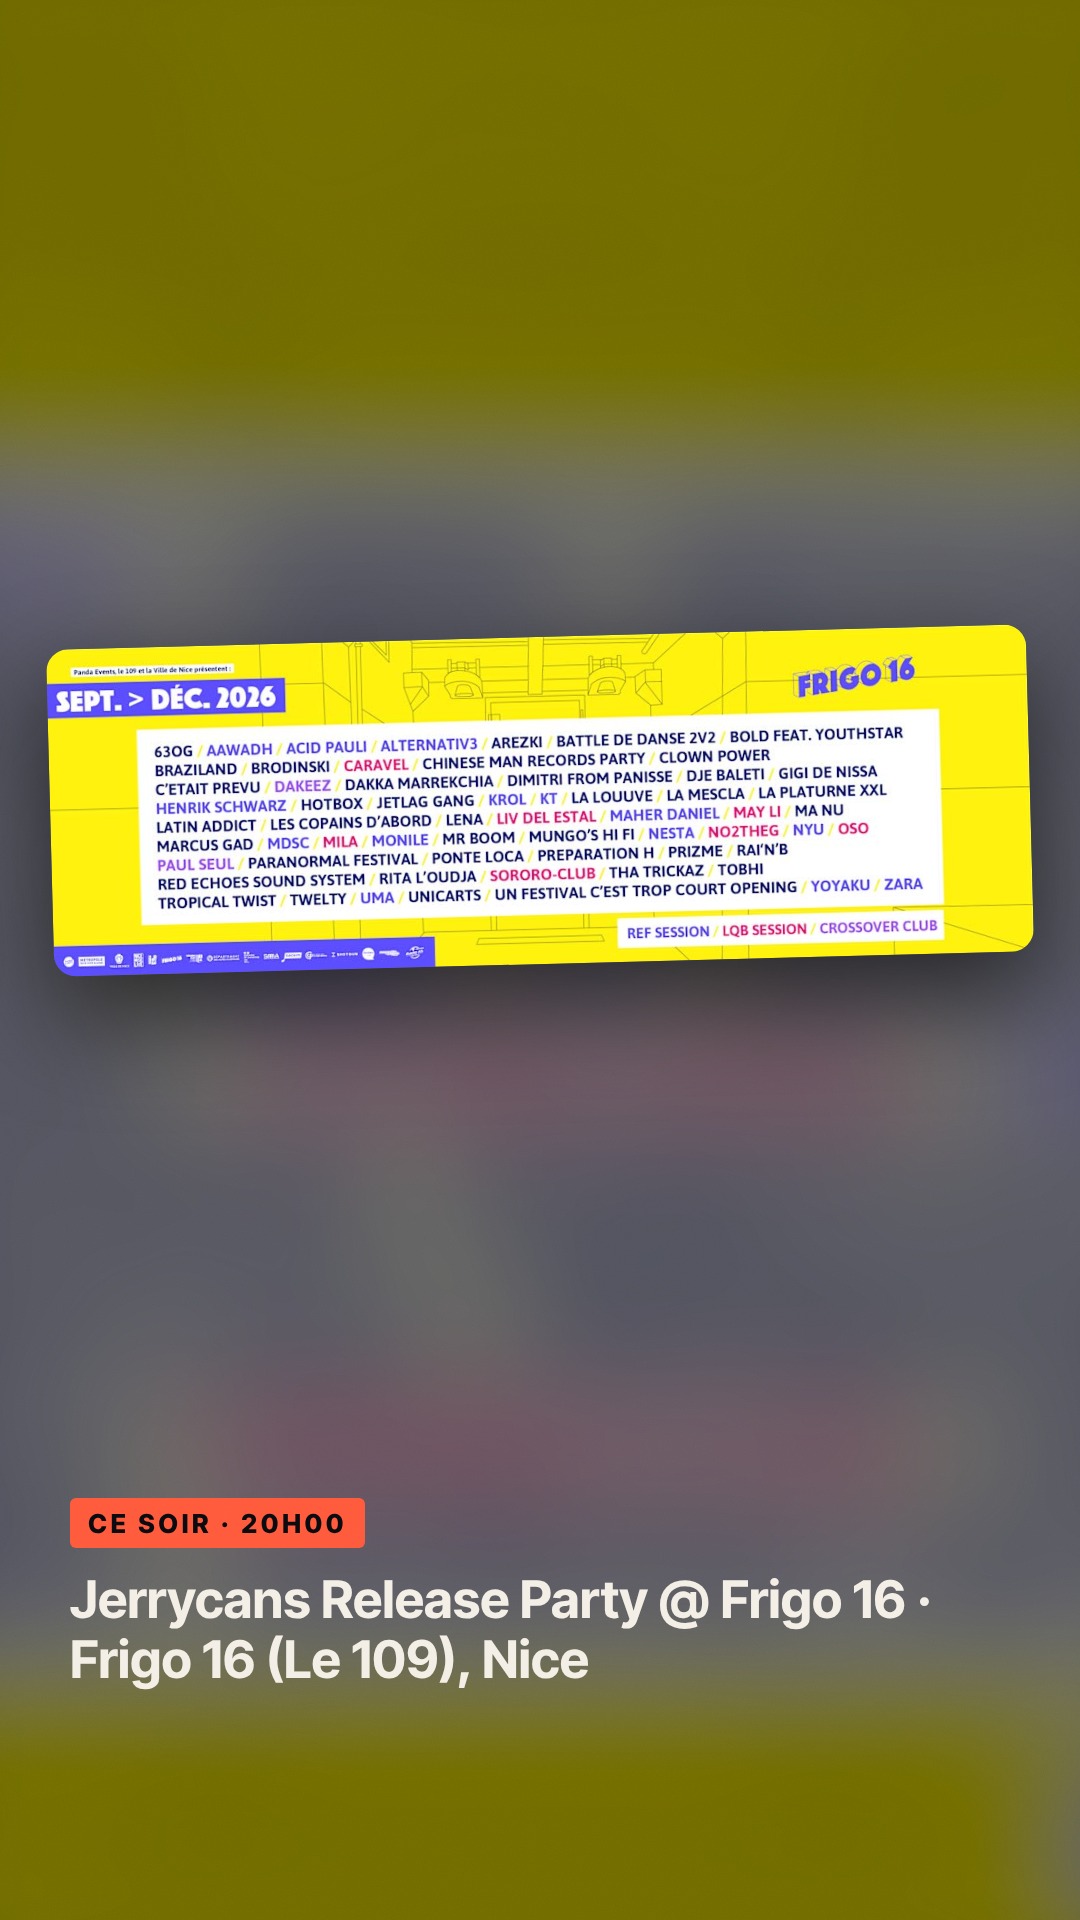 Panda Events, le 109 et la Ville de Nice présentent :
SEPT. > DÉC. 2026
FRIGO 16
63OG / AAWADH / ACID PAULI / ALTERNATIV3 / AREZKI / BATTLE DE DANSE 2V2 / BOLD FEAT. YOUTHSTAR
BRAZILAND / BRODINSKI / CARAVEL / CHINESE MAN RECORDS PARTY / CLOWN POWER
C'ETAIT PREVU / DAKEEZ / DAKKA MARREKCHIA / DIMITRI FROM PANISSE / DJE BALETI / GIGI DE NISSA
HENRIK SCHWARZ / HOTBOX / JETLAG GANG / KROL / KT / LA LOUUVE / LA MESCLA / LA PLATURNE XXL
LATIN ADDICT / LES COPAINS D'ABORD / LENA / LIV DEL ESTAL / MAHER DANIEL / MAY LI / MA NU
MARCUS GAD / MDSC / MILA / MONILE / MR BOOM / MUNGO'S HI FI / NESTA / NO2THEG / NYU / OSO
PAUL SEUL / PARANORMAL FESTIVAL / PONTE LOCA / PREPARATION H / PRIZME / RAI'N'B
RED ECHOES SOUND SYSTEM / RITA L'OUDJA / SORORO-CLUB / THA TRICKAZ / TOBHI
TROPICAL TWIST / TWELTY / UMA / UNICARTS / UN FESTIVAL C'EST TROP COURT OPENING / YOYAKU / ZARA
REF SESSION / LQB SESSION / CROSSOVER CLUB
CE SOIR · 20H00
Jerrycans Release Party @ Frigo 16 ·
Frigo 16 (Le 109), Nice